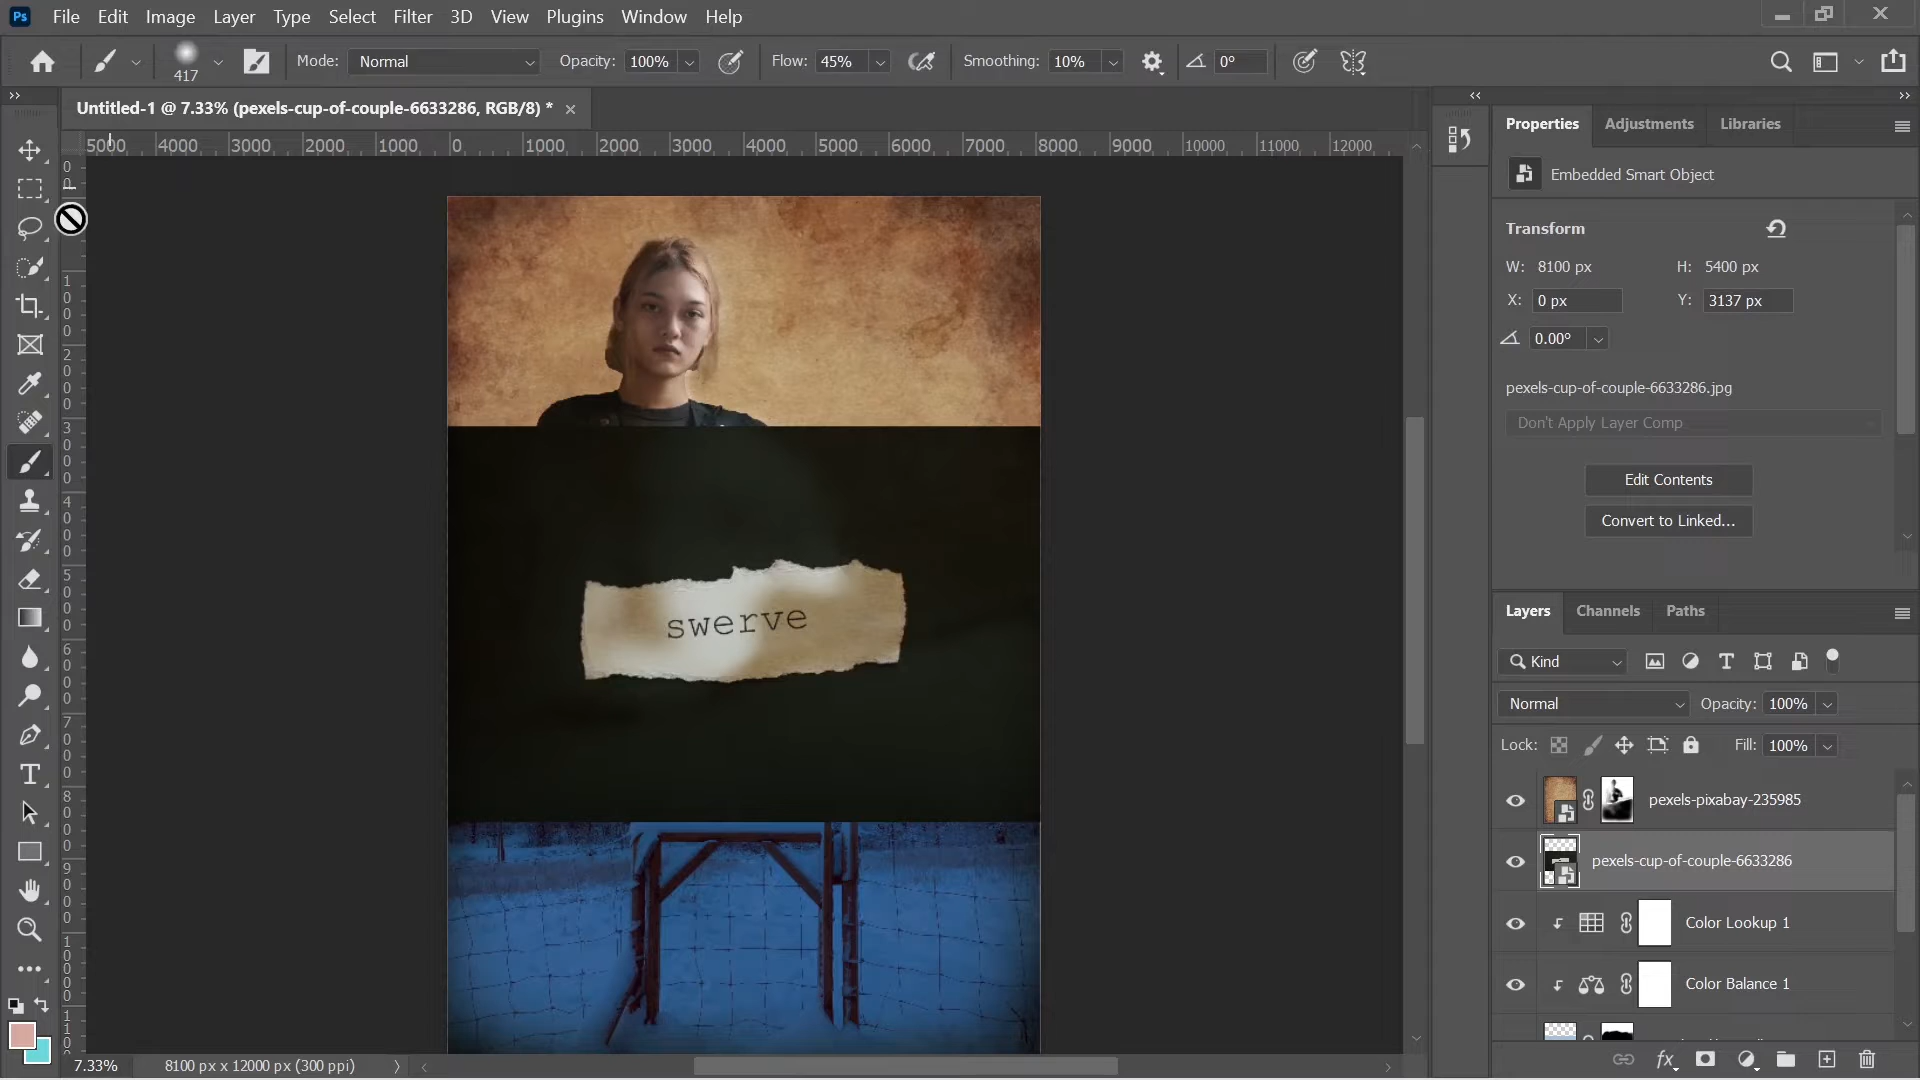 Ps File Edit Image Layer Type Select Filter 3D View Plugins Window Help
417 Mode: Normal Opacity: 100% Flow: 45% Smoothing: 10% 0°
Untitled-1 @ 7.33% (pexels-cup-of-couple-6633286, RGB/8) *
5000 4000 3000 2000 1000 0 1000 2000 3000 4000 5000 6000 7000 8000 9000 10000 11000 12000
swerve
7.33% 8100 px x 12000 px (300 ppi)
Properties Adjustments Libraries
Embedded Smart Object
Transform
W: 8100 px H: 5400 px
X: 0 px Y: 3137 px
0.00°
pexels-cup-of-couple-6633286.jpg
Don't Apply Layer Comp
Edit Contents
Convert to Linked...
Layers Channels Paths
Kind
Normal Opacity: 100%
Lock: Fill: 100%
pexels-pixabay-235985
pexels-cup-of-couple-6633286
Color Lookup 1
Color Balance 1